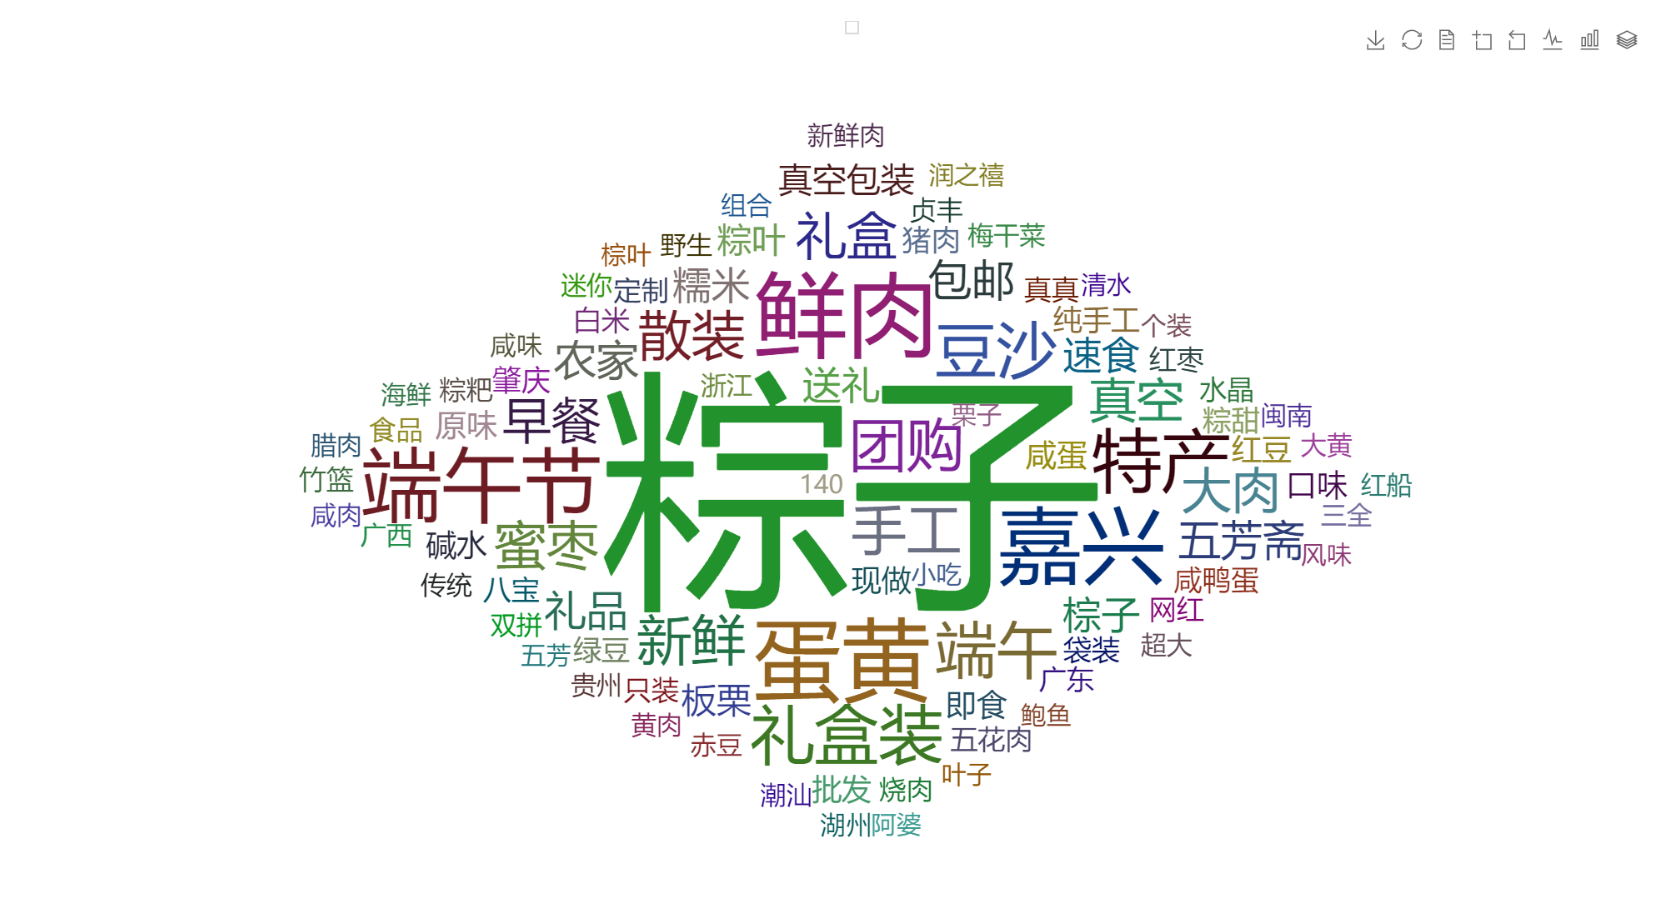 新鲜肉
真空包装 润之禧
组合 礼盒 贞丰
棕叶 野生 粽叶 猪肉 梅干菜
迷你 定制 糯米 鲜肉 包邮 真真 清水
白米 散装 豆沙 纯手工 个装
咸味 农家 速食 红枣
海鲜 粽粑 肇庆 浙江 送礼 真空 水晶
腊肉 食品 原味 早餐 团购 栗子 咸蛋 粽甜 闽南
竹篮 端午节 粽子 140 特产 红豆 大黄
咸肉 大肉 口味 红船
广西 碱水 蜜枣 手工 嘉兴 五芳斋 三全
传统 八宝 现做 小吃 咸鸭蛋 风味
双拼 礼品 新鲜 蛋黄 端午 棕子 网红
五芳 绿豆 袋装 超大
贵州 只装 板栗 即食 广东
黄肉 赤豆 礼盒装 五花肉 鲍鱼
潮汕 批发 烧肉 叶子
湖州 阿婆